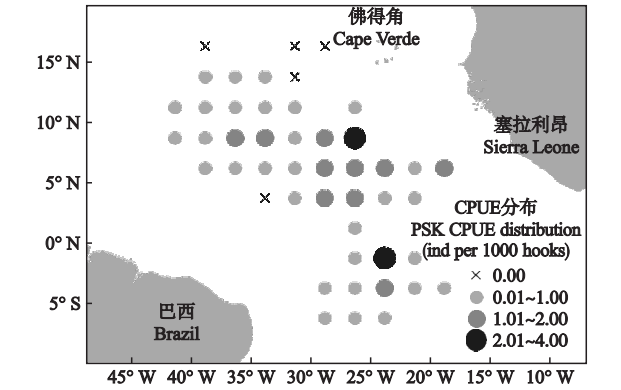 佛得角
Cape Verde
15° N
10° N
5° N
0° N
5° S
塞拉利昂
Sierra Leone
CPUE分布
PSK CPUE distribution
(ind per 1000 hooks)
0.00
0.01~1.00
1.01~2.00
2.01~4.00
巴西
Brazil
45° W 40° W 35° W 30° W 25° W 20° W 15° W 10° W